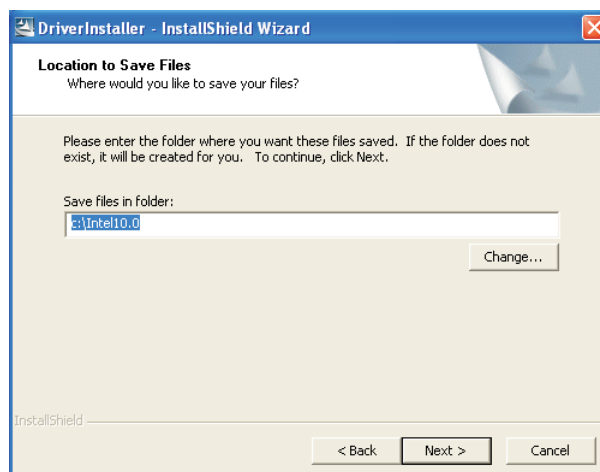 DriverInstaller - InstallShield Wizard
Location to Save Files
Where would you like to save your files?
Please enter the folder where you want these files saved.  If the folder does not
exist, it will be created for you.   To continue, click Next.
Save files in folder:
c:\Intel10.0
Change...
InstallShield
< Back
Next >
Cancel